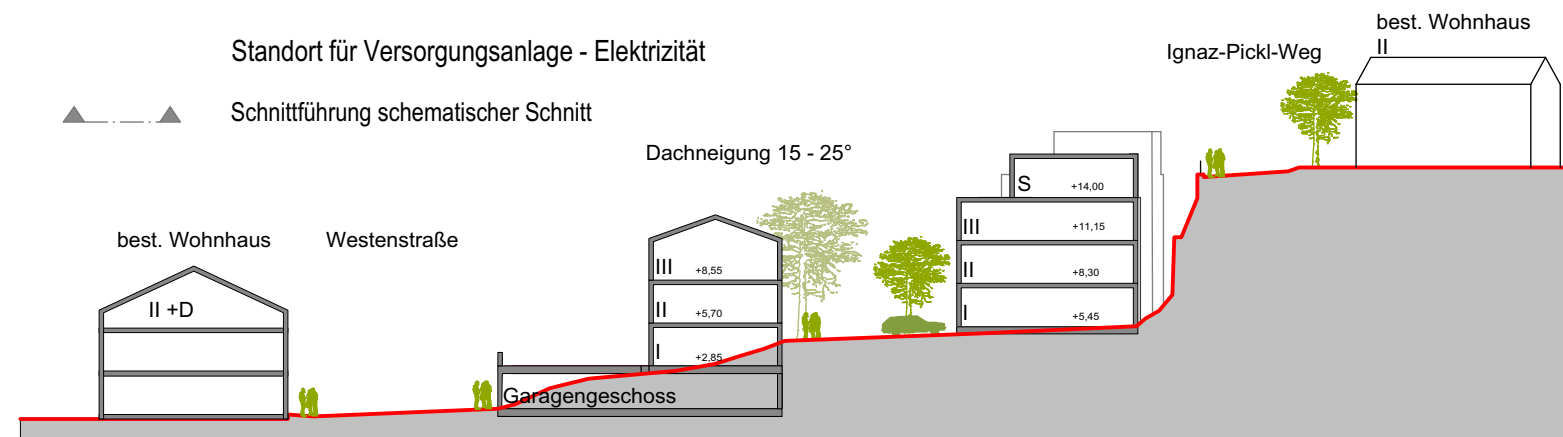 best. Wohnhaus
II
Standort für Versorgungsanlage - Elektrizität
Ignaz-Pickl-Weg
Schnittführung schematischer Schnitt
Dachneigung 15 - 25°
S +14,00
III +11,15
II +8,30
I +5,45
best. Wohnhaus
Westenstraße
II +D
III +8,55
II +5,70
I +2,85
Garagengeschoss